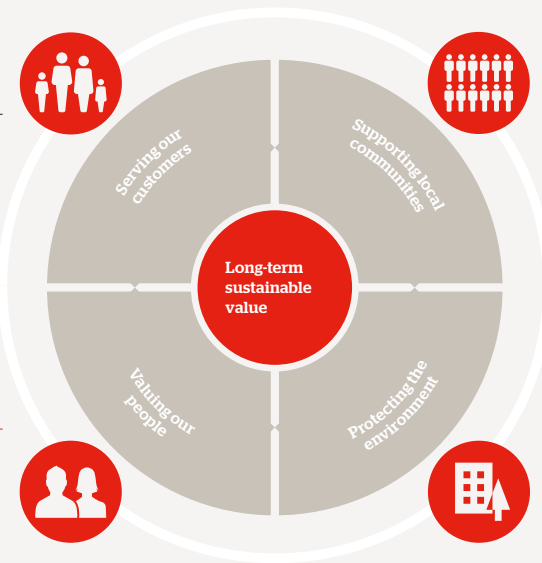 Serving our
customers
Supporting local
communities
Long-term
sustainable
value
Valuing our
people
Protecting the
environment